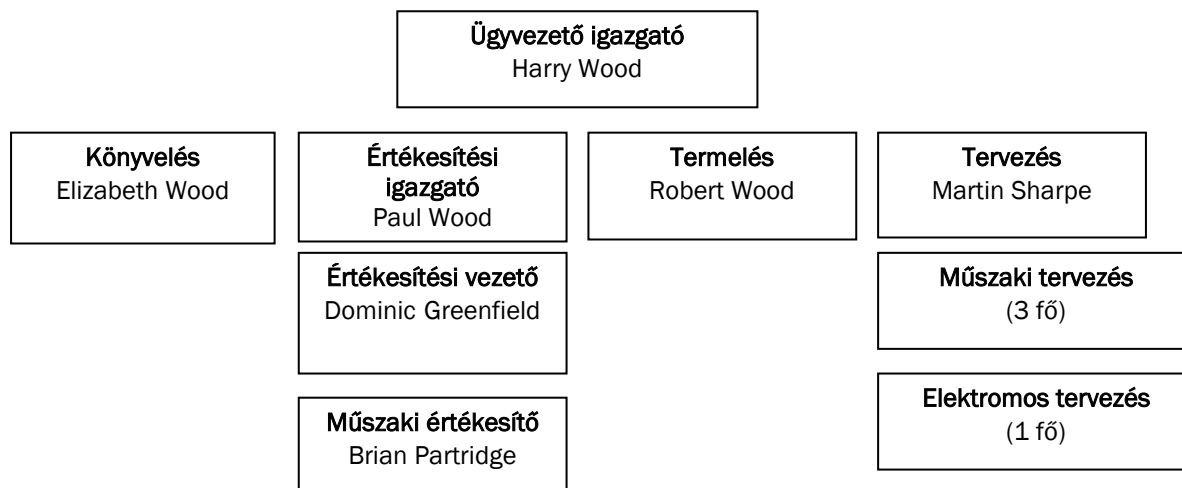 Ügyvezető igazgató
Harry Wood
Könyvelés
Elizabeth Wood
Értékesítési
igazgató
Paul Wood
Termelés
Robert Wood
Tervezés
Martin Sharpe
Értékesítési vezető
Dominic Greenfield
Műszaki tervezés
(3 fő)
Műszaki értékesítő
Brian Partridge
Elektromos tervezés
(1 fő)